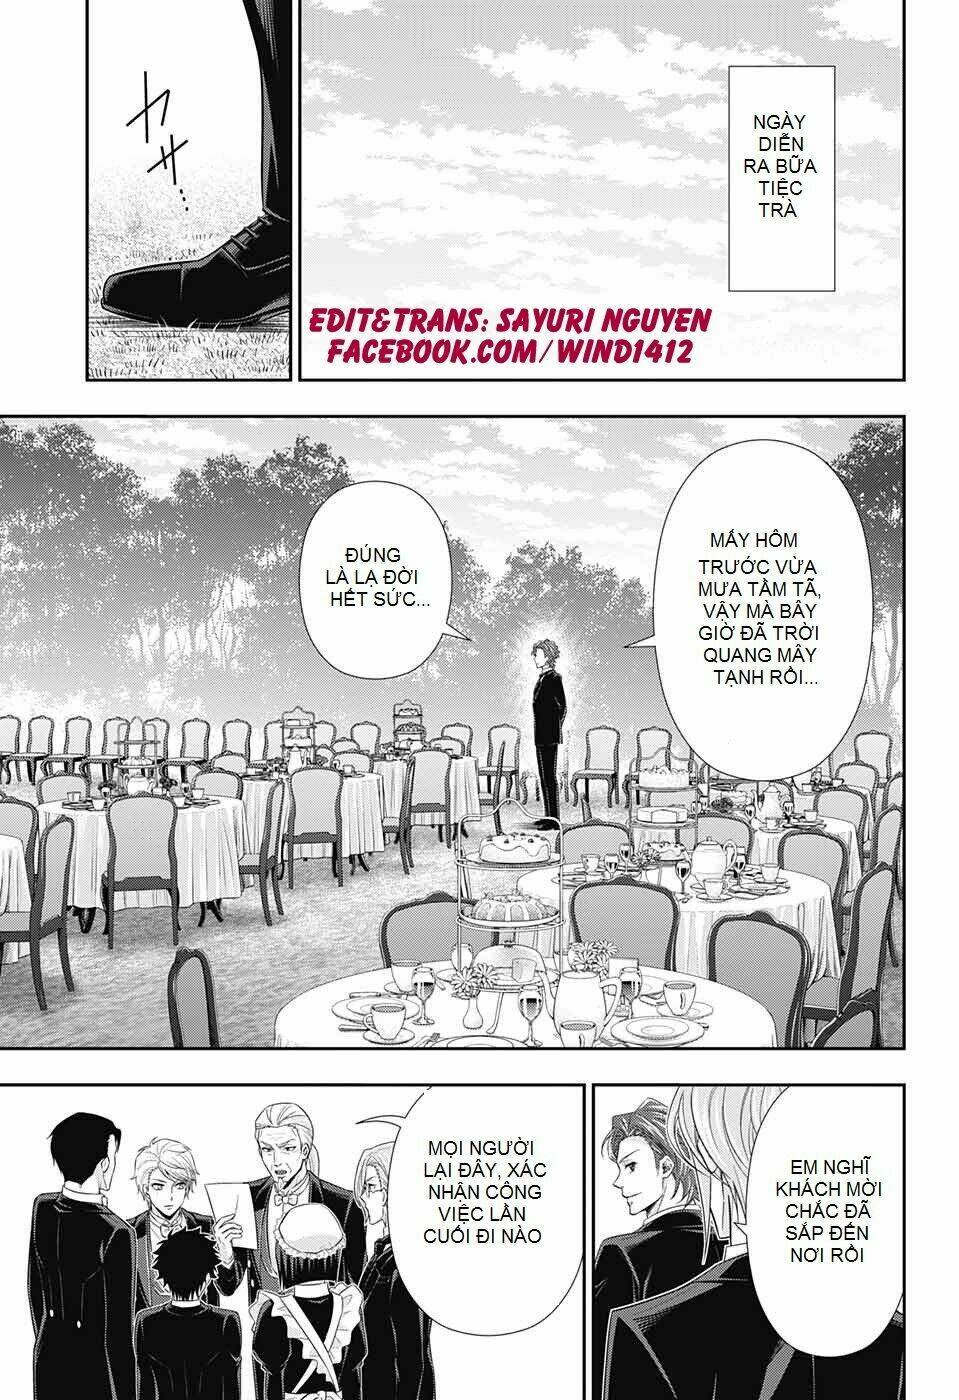 NGÀY
DIỄN
RA BỮA
TIỆC
TRÀ
カ
サ
…
EDIT&TRANS: SAYURI NGUYEN
FACEBOOK.COM/WIND1412
MẤY HÔM
TRƯỚC VỪA
MƯA TẦM TÃ,
VẬY MÀ BÂY
GIỜ ĐÃ TRỜI
QUANG MÂY
TẠNH RỒI...
ĐÚNG
LÀ LẠ ĐỜI
HẾT SỨC...
EM NGHĨ
KHÁCH MỜI
CHẮC ĐÃ
SẮP ĐẾN
NƠI RỒI
MỌI NGƯỜI
LẠI ĐÂY, XÁC
NHẬN CÔNG
VIỆC LẦN
CUỐI ĐI NÀO